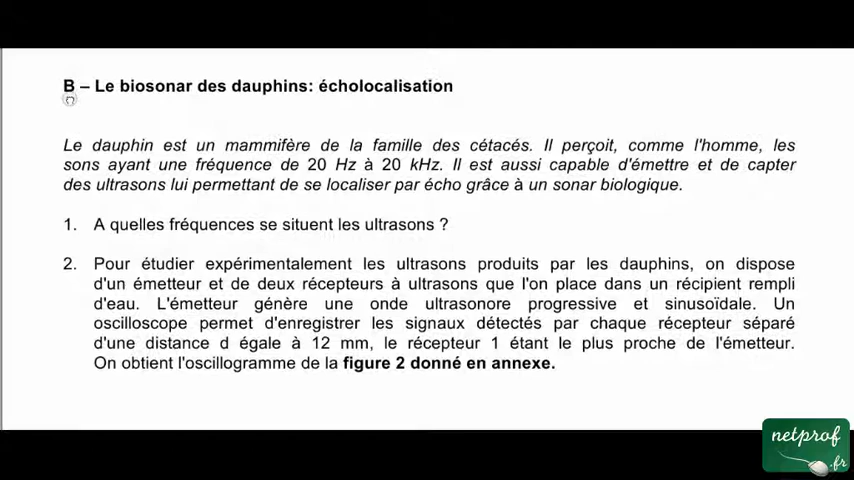 B – Le biosonar des dauphins: écholocalisation
Le dauphin est un mammifère de la famille des cétacés. Il perçoit, comme l'homme, les
sons ayant une fréquence de 20 Hz à 20 kHz. Il est aussi capable d'émettre et de capter
des ultrasons lui permettant de se localiser par écho grâce à un sonar biologique.
1. A quelles fréquences se situent les ultrasons ?
2. Pour étudier expérimentalement les ultrasons produits par les dauphins, on dispose
d'un émetteur et de deux récepteurs à ultrasons que l'on place dans un récipient rempli
d'eau. L'émetteur génère une onde ultrasonore progressive et sinusoïdale. Un
oscilloscope permet d'enregistrer les signaux détectés par chaque récepteur séparé
d'une distance d égale à 12 mm, le récepteur 1 étant le plus proche de l'émetteur.
On obtient l'oscillogramme de la figure 2 donné en annexe.
netprof
.fr